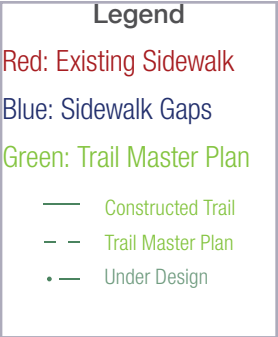 Legend
Red: Existing Sidewalk
Blue: Sidewalk Gaps
Green: Trail Master Plan
Constructed Trail
Trail Master Plan
Under Design